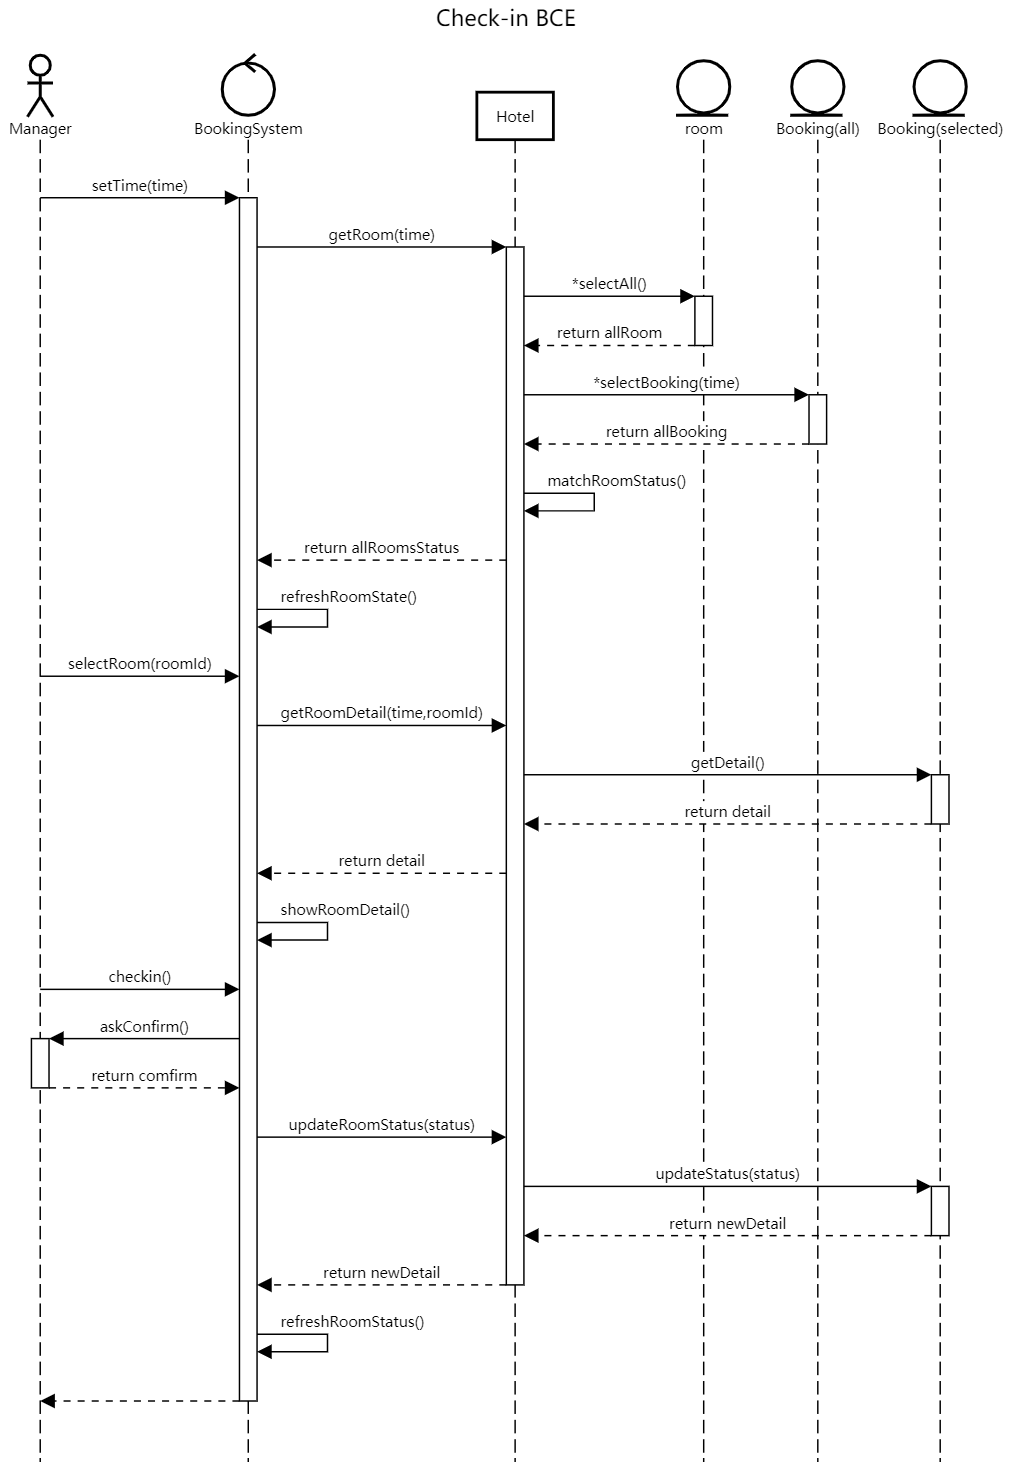 Check-in BCE
Manager
BookingSystem
Hotel
room
Booking(all)
Booking(selected)
setTime(time)
getRoom(time)
*selectAll()
return allRoom
*selectBooking(time)
return allBooking
matchRoomStatus()
return allRoomsStatus
refreshRoomState()
selectRoom(roomId)
getRoomDetail(time,roomId)
getDetail()
return detail
return detail
showRoomDetail()
checkin()
askConfirm()
return comfirm
updateRoomStatus(status)
updateStatus(status)
return newDetail
return newDetail
refreshRoomStatus()